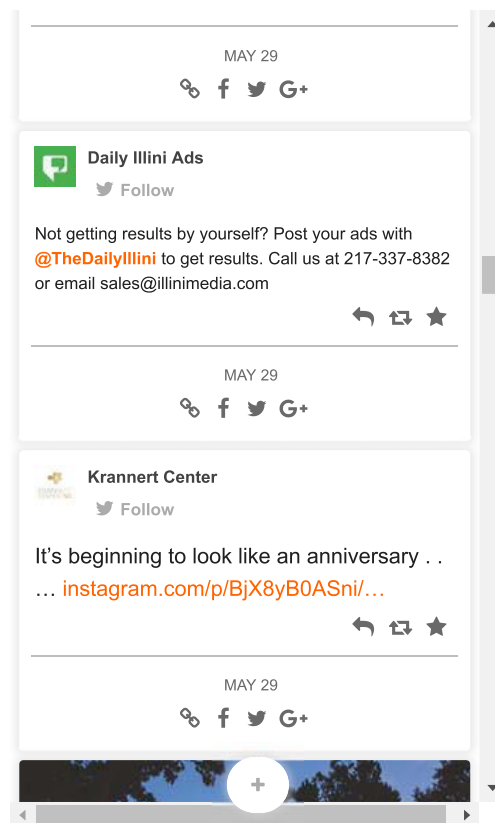 MAY 29
Daily Illini Ads
Follow
Not getting results by yourself? Post your ads with
@TheDailyIllini to get results. Call us at 217-337-8382
or email sales@illinimedia.com
MAY 29
Krannert Center
Follow
It’s beginning to look like an anniversary . .
… instagram.com/p/BjX8yB0ASni/…
MAY 29